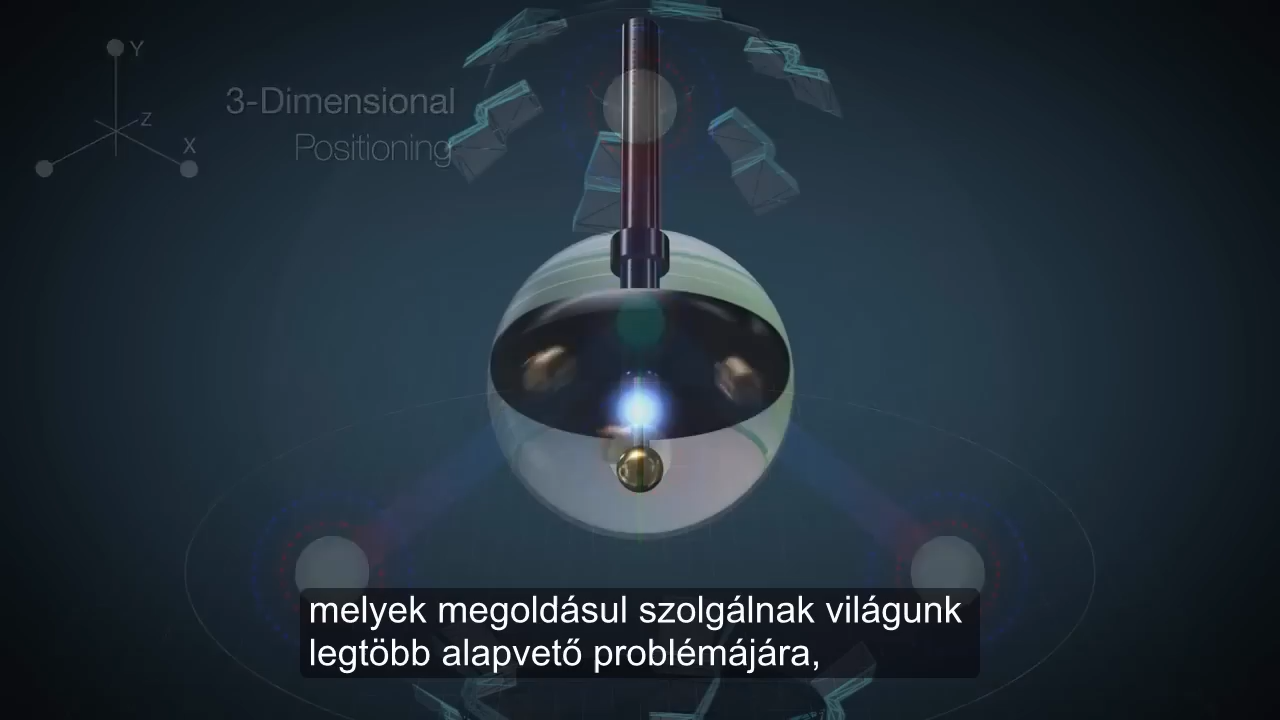 Y
Z
X
3-Dimensional
Positioning
melyek megoldásul szolgálnak világunk
legtöbb alapvető problémájára,